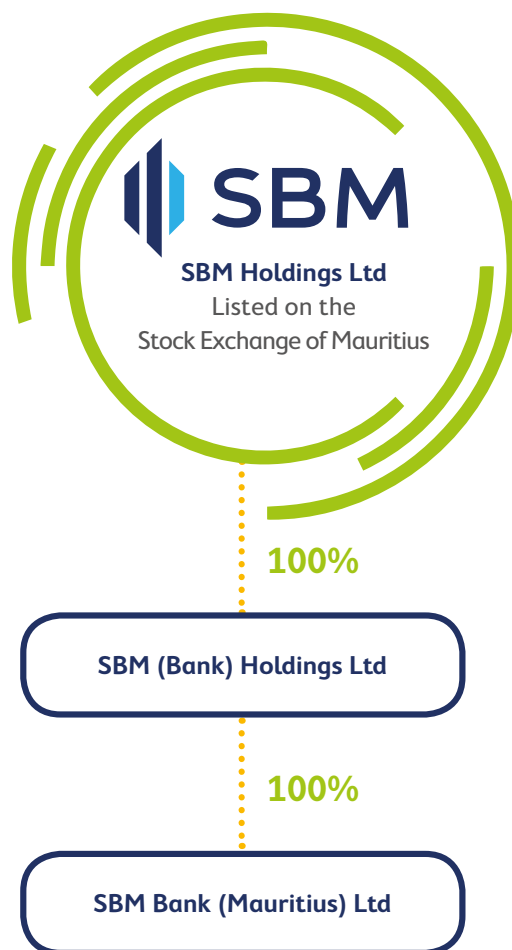 SBM
SBM Holdings Ltd
Listed on the
Stock Exchange of Mauritius
100%
SBM (Bank) Holdings Ltd
100%
SBM Bank (Mauritius) Ltd